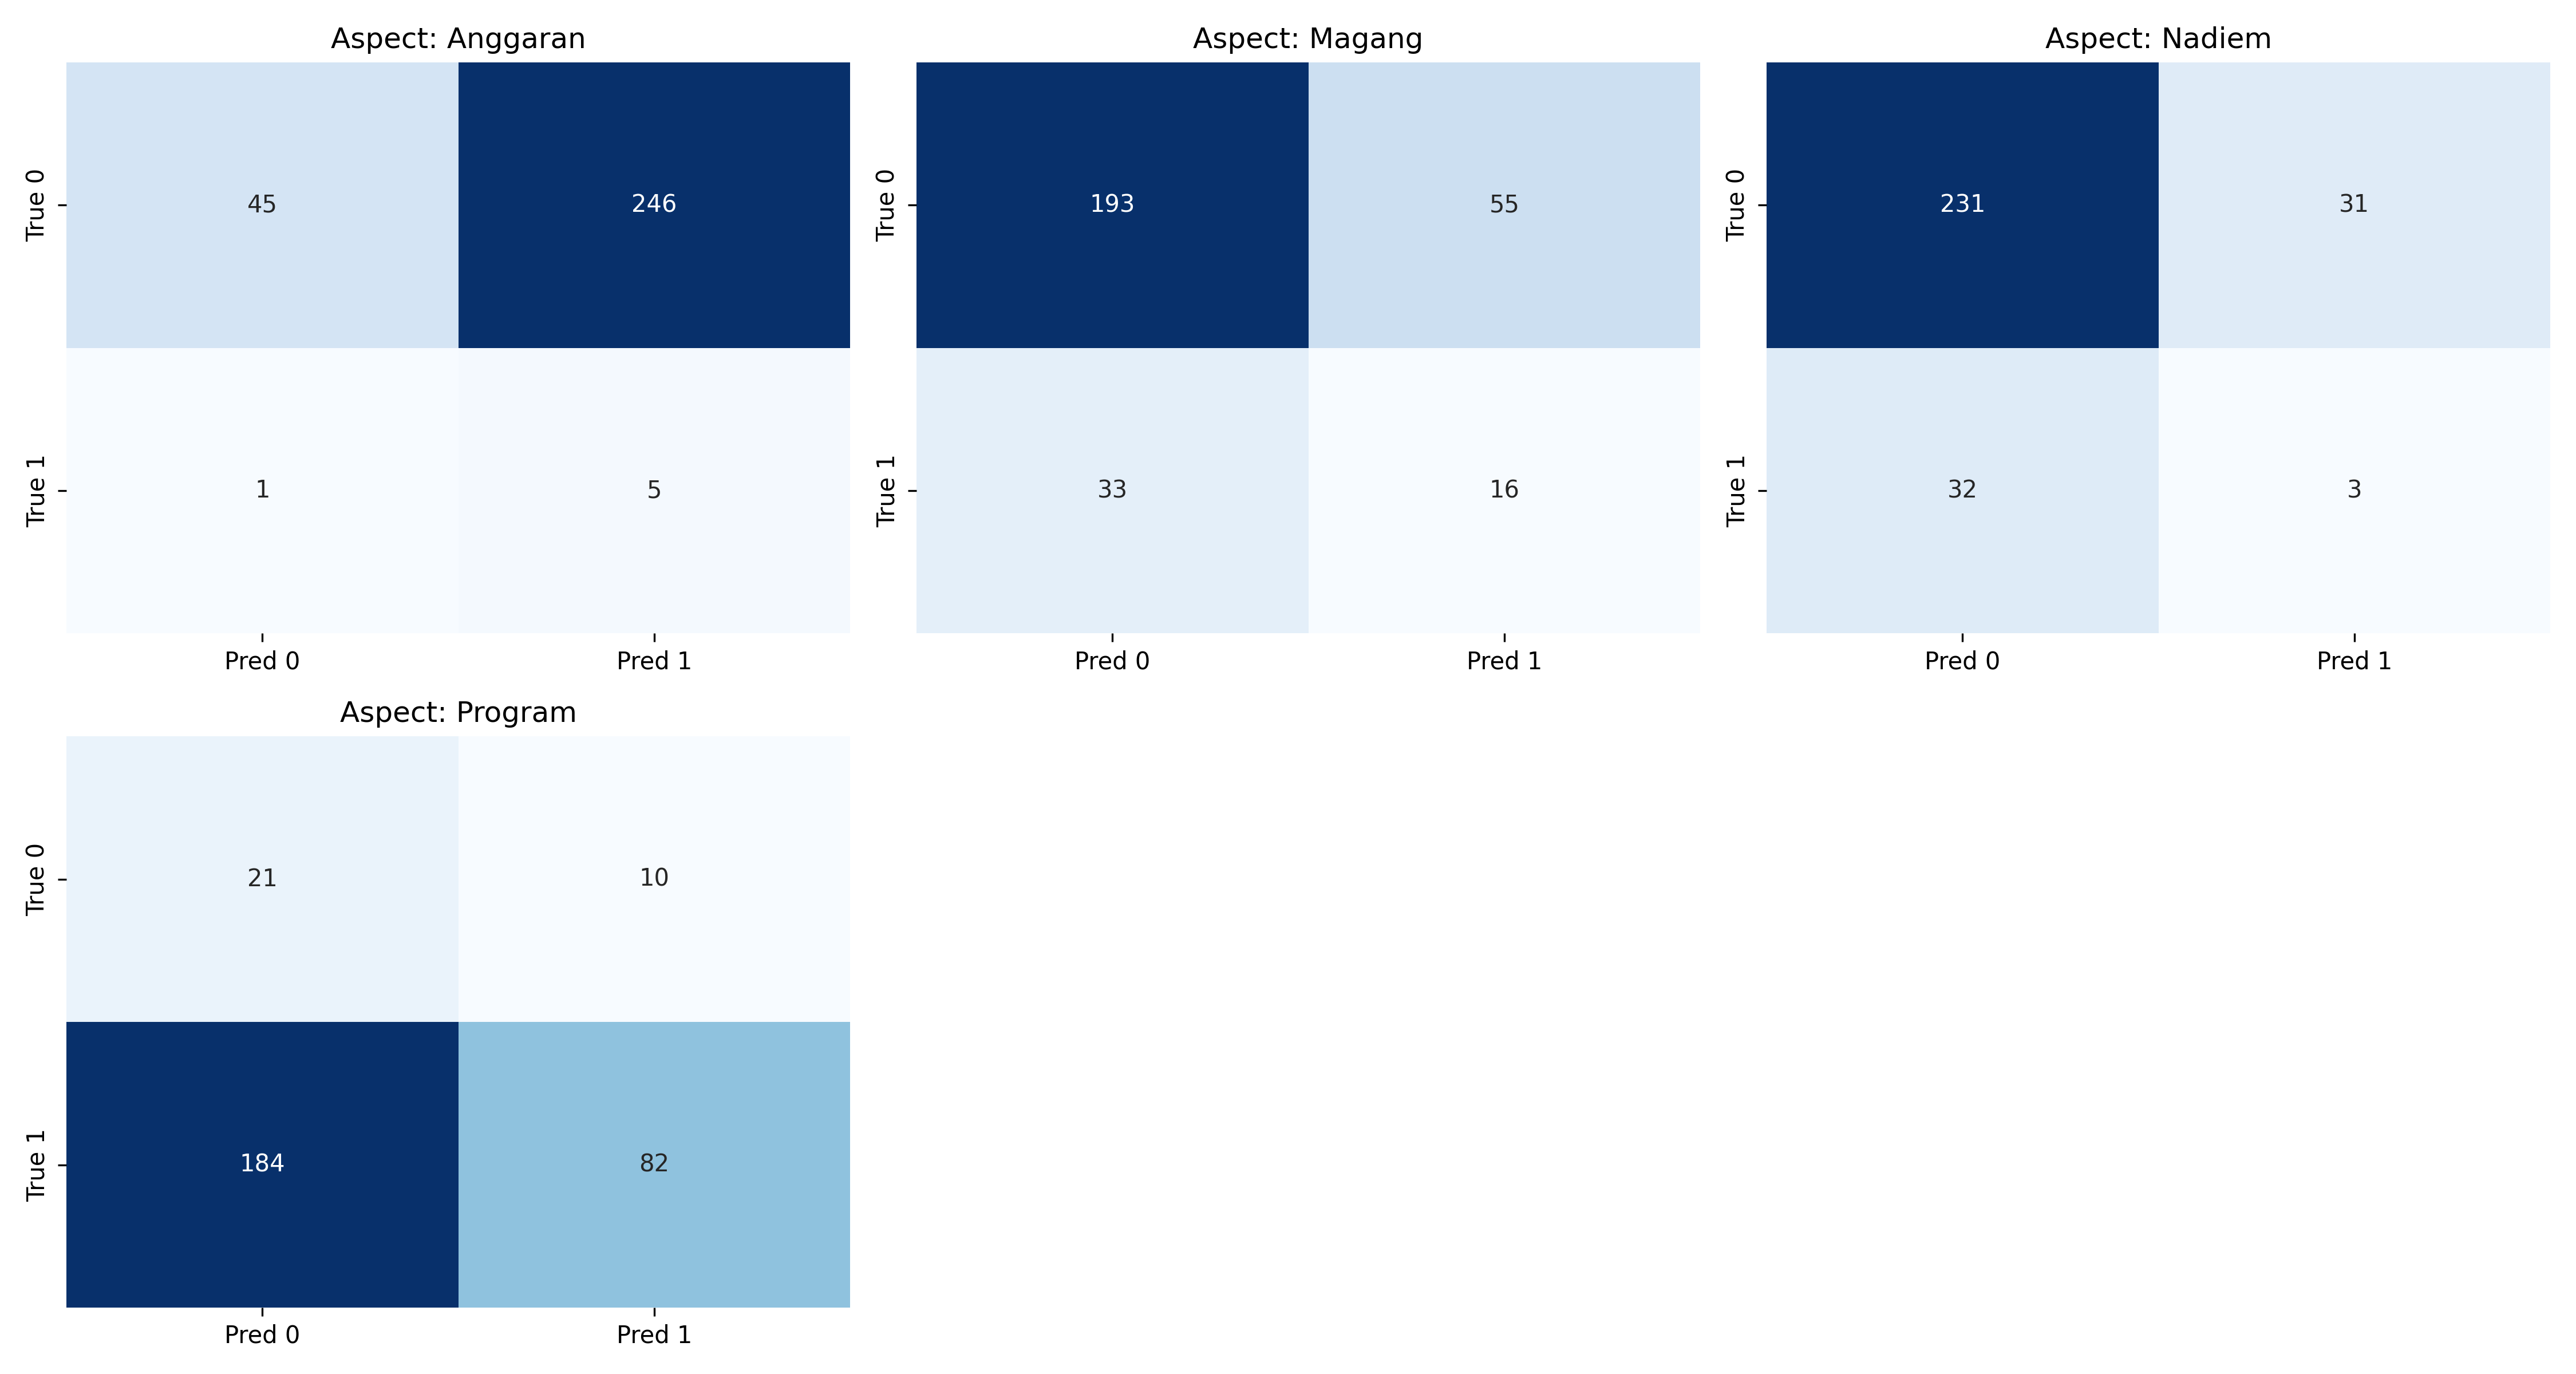 Aspect: Anggaran
True 0
45
246
True 1
1
5
Pred 0
Pred 1
Aspect: Magang
True 0
193
55
True 1
33
16
Pred 0
Pred 1
Aspect: Nadiem
True 0
231
31
True 1
32
3
Pred 0
Pred 1
Aspect: Program
True 0
21
10
True 1
184
82
Pred 0
Pred 1